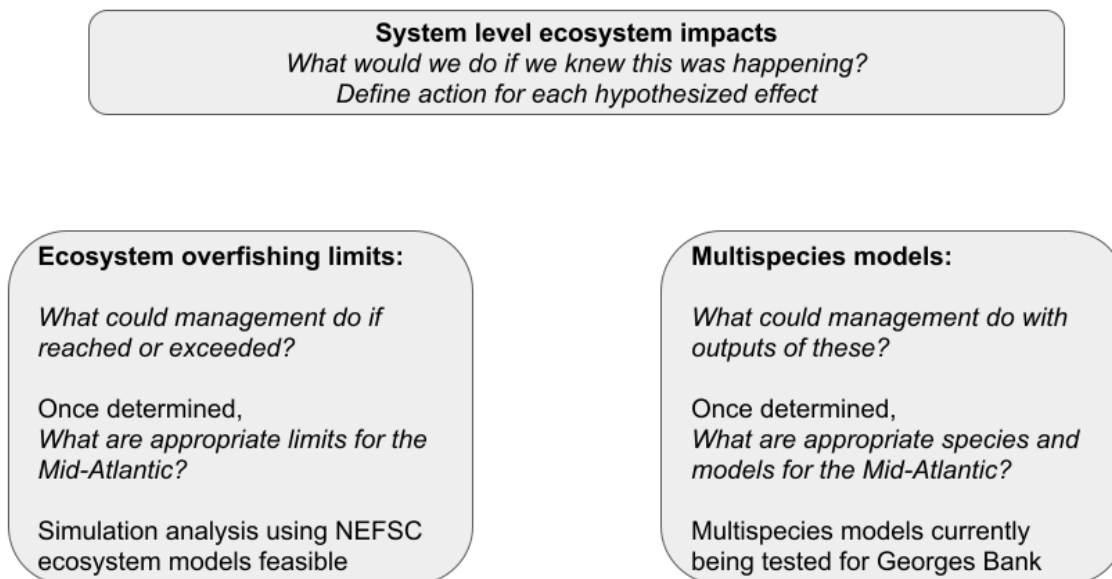 System level ecosystem impacts
What would we do if we knew this was happening?
Define action for each hypothesized effect
Ecosystem overfishing limits:
What could management do if
reached or exceeded?
Once determined,
What are appropriate limits for the
Mid-Atlantic?
Simulation analysis using NEFSC
ecosystem models feasible
Multispecies models:
What could management do with
outputs of these?
Once determined,
What are appropriate species and
models for the Mid-Atlantic?
Multispecies models currently
being tested for Georges Bank